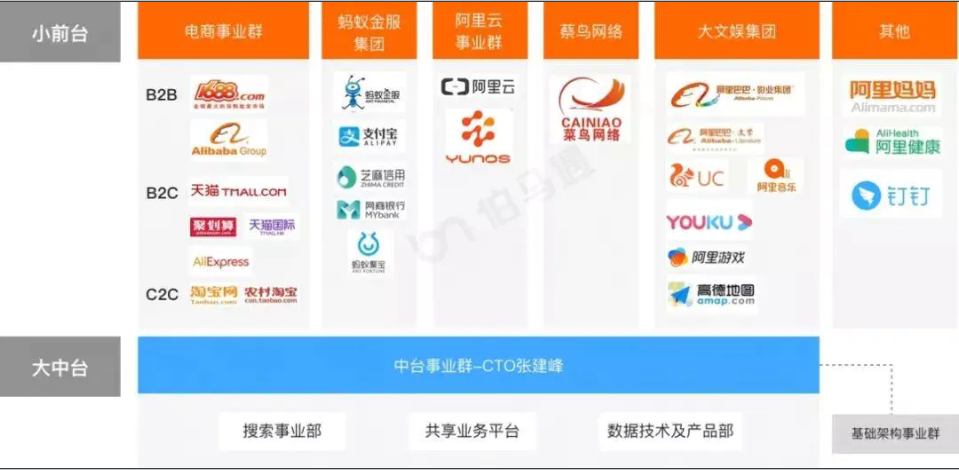 小前台
电商事业群
蚂蚁金服
集团
阿里云
事业群
蔡鸟网络
大文娱集团
其他
B2B
1688.com
Alibaba Group
B2C
天猫 TMALL.COM
聚划算
天猫国际
TMALL.HK
AliExpress
C2C
淘宝网
Taobao.com
农村淘宝
cun.taobao.com
蚂蚁金服
支付宝
ALIPAY
芝麻信用
ZHIMA CREDIT
网商银行
MYbank
蚂蚁聚宝
ANT FORTUNE
阿里云
YUNOS
CAINIAO
菜鸟网络
阿里巴巴·影业集团
Alibaba Pictures
阿里巴巴·文学
Alibaba Literature
UC
阿里音乐
YOUKU
阿里游戏
高德地图
amap.com
阿里妈妈
Alimama.com
AliHealth
阿里健康
钉钉
大中台
中台事业群–CTO张建峰
搜索事业部
共享业务平台
数据技术及产品部
基础架构事业群